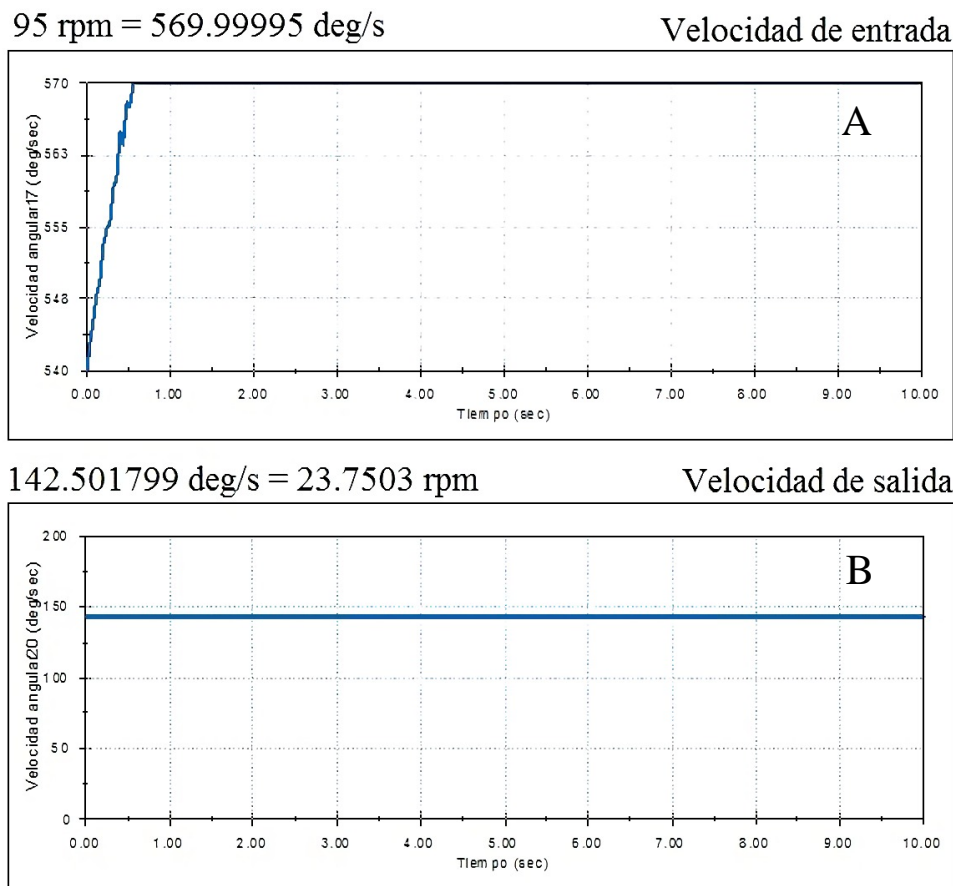 95 rpm = 569.99995 deg/s
Velocidad de entrada
A
Velocidad angular17 (deg/sec)
570
563
555
548
540
0.00 1.00 2.00 3.00 4.00 5.00 6.00 7.00 8.00 9.00 10.00
Tiempo (sec)
142.501799 deg/s = 23.7503 rpm
Velocidad de salida
B
Velocidad angular20 (deg/sec)
200
150
100
50
0
0.00 1.00 2.00 3.00 4.00 5.00 6.00 7.00 8.00 9.00 10.00
Tiempo (sec)